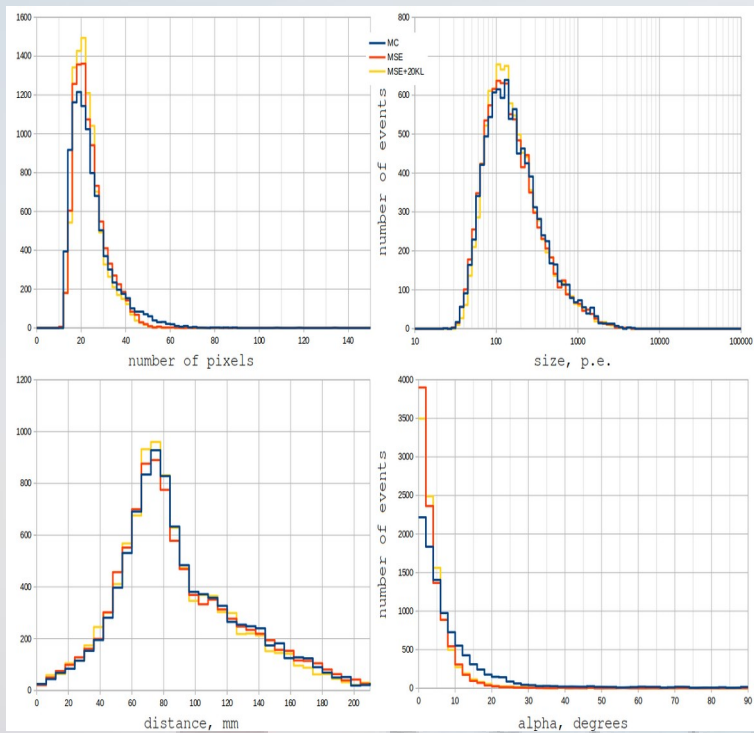 1600
1400
1200
1000
800
600
400
200
0
0 20 40 60 80 100 120 140
number of pixels
MC
MSE
MSE+20KL
800
700
600
500
400
300
200
100
0
10 100 1000 10000 100000
number of events
size, p.e.
1200
1000
800
600
400
200
0
0 20 40 60 80 100 120 140 160 180 200
distance, mm
4000
3500
3000
2500
2000
1500
1000
500
0
0 10 20 30 40 50 60 70 80 90
number of events
alpha, degrees